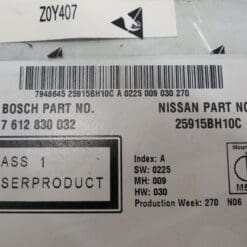 Z0Y407
7948645 25915BH10C A 0225 009 030 270
BOSCH PART NO.
NISSAN PART NO
7 612 830 032
25915BH10C
ASS 1
SERPRODUCT
Index: A
SW: 0225
MH: 009
HW: 030
Production Week: 270 N06